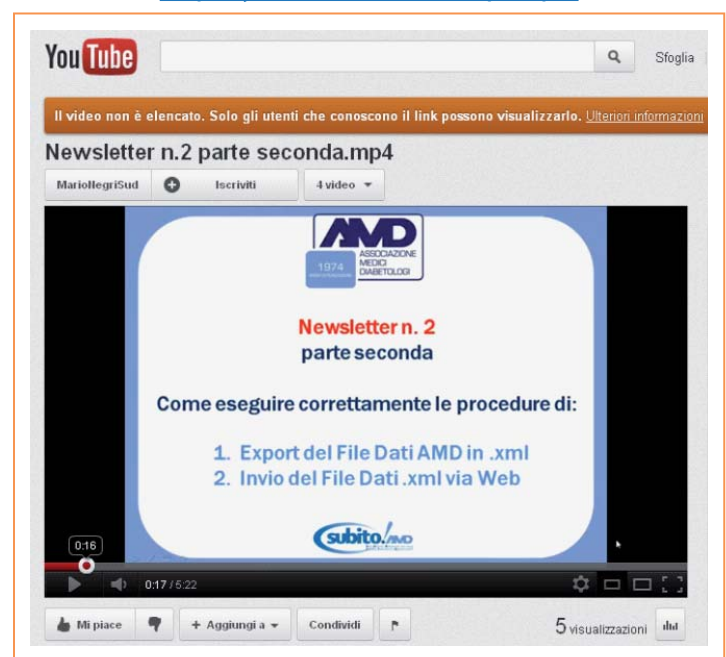 YouTube
Sfoglia
Il video non è elencato. Solo gli utenti che conoscono il link possono visualizzarlo. Ulteriori informazioni
Newsletter n.2 parte seconda.mp4
MarioNegriSud Iscriviti 4 video
AMD
ASSOCIAZIONE
MEDICI
DIABETOLOGI
1974
Newsletter n. 2
parte seconda
Come eseguire correttamente le procedure di:
1. Export del File Dati AMD in .xml
2. Invio del File Dati .xml via Web
subito! AMD
0:16
0:17 / 5:22
Mi piace + Aggiungi a Condividi 5 visualizzazioni